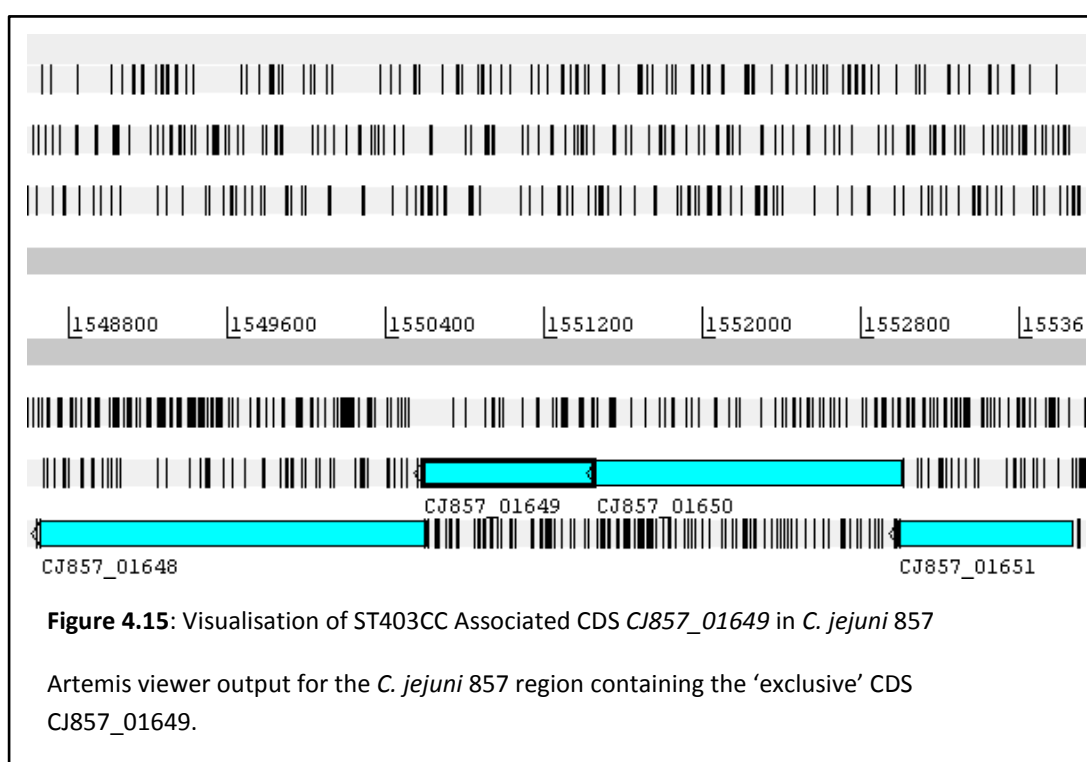 1548800 1549600 1550400 1551200 1552000 1552800 15536
CJ857_01649 CJ857_01650
CJ857_01648 CJ857_01651
Figure 4.15: Visualisation of ST403CC Associated CDS CJ857_01649 in C. jejuni 857
Artemis viewer output for the C. jejuni 857 region containing the ‘exclusive’ CDS
CJ857_01649.